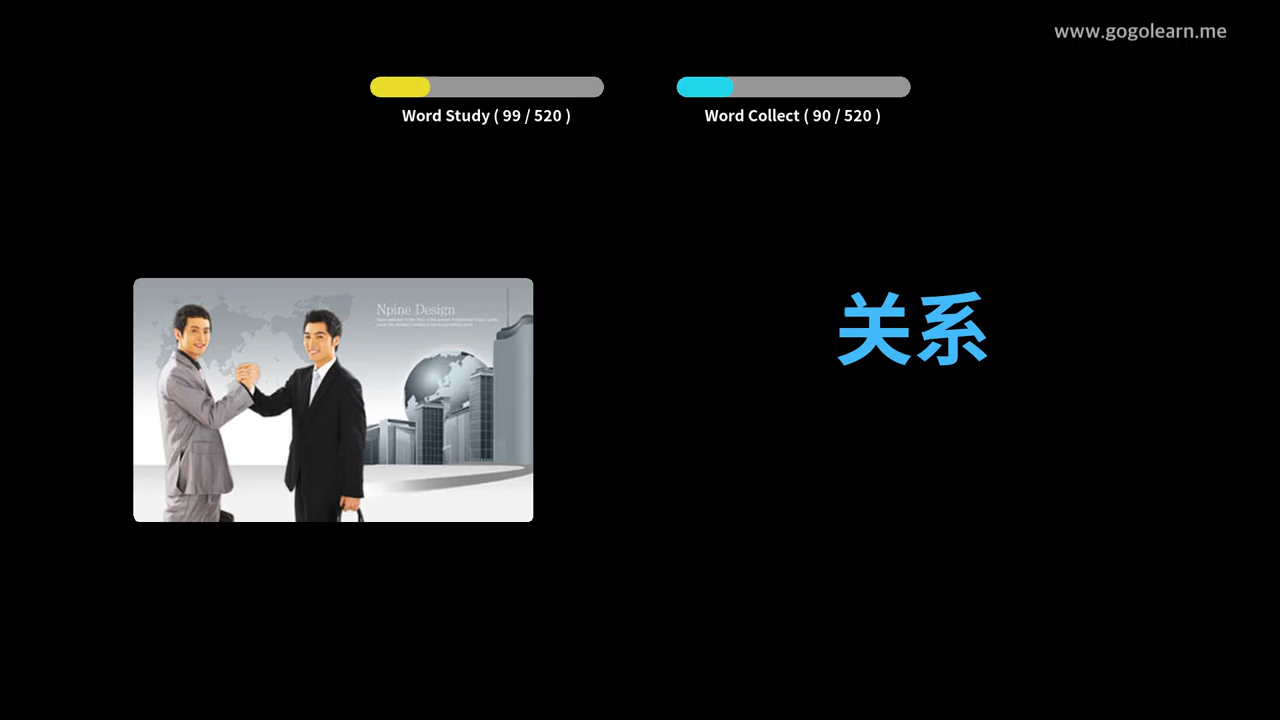 www.gogolearn.me
Word Study ( 99 / 520 )
Word Collect ( 90 / 520 )
Npine Design
关系